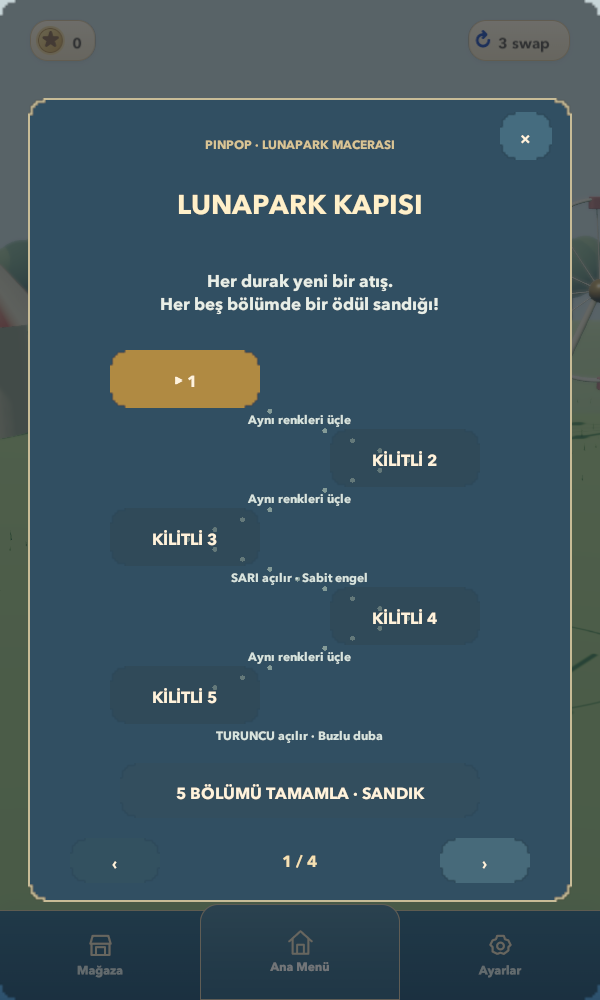 0
3 swap
PINPOP · LUNAPARK MACERASI
×
LUNAPARK KAPISI
Her durak yeni bir atış.
Her beş bölümde bir ödül sandığı!
▶ 1
Aynı renkleri üçle
KİLİTLİ 2
Aynı renkleri üçle
KİLİTLİ 3
SARI açılır · Sabit engel
KİLİTLİ 4
Aynı renkleri üçle
KİLİTLİ 5
TURUNCU açılır · Buzlu duba
5 BÖLÜMÜ TAMAMLA · SANDIK
‹
1 / 4
›
Mağaza
Ana Menü
Ayarlar